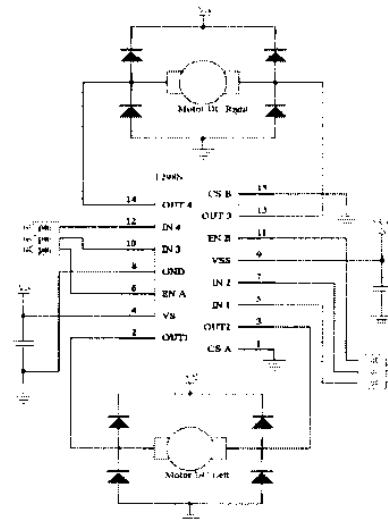 Motor DC Right
L298N
14 OUT 4
CS B 15
OUT 3 13
12 IN 4
10 IN 3
EN B 11
8 GND
VSS 9
6 EN A
IN 2 7
4 VS
IN 1 5
2 OUT1
OUT2 3
CS A 1
Motor DC Left